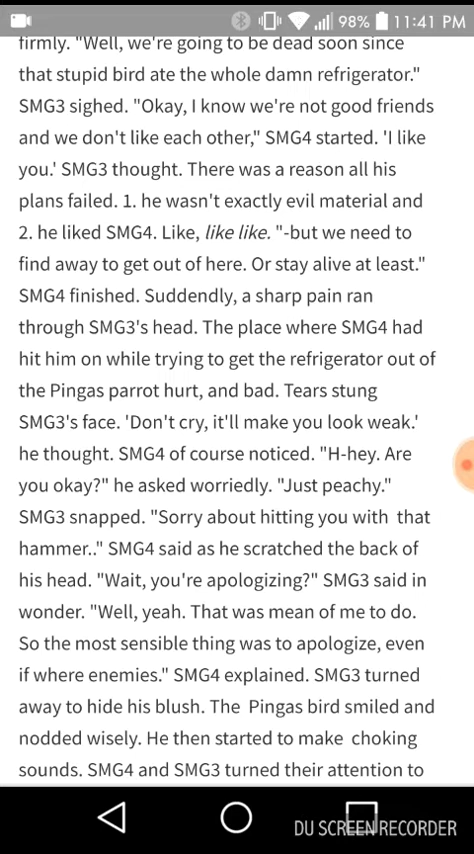 98% 11:41 PM
firmly. "Well, we're going to be dead soon since
that stupid bird ate the whole damn refrigerator."
SMG3 sighed. "Okay, I know we're not good friends
and we don't like each other," SMG4 started. 'I like
you.' SMG3 thought. There was a reason all his
plans failed. 1. he wasn't exactly evil material and
2. he liked SMG4. Like, like like. "-but we need to
find away to get out of here. Or stay alive at least."
SMG4 finished. Suddendly, a sharp pain ran
through SMG3's head. The place where SMG4 had
hit him on while trying to get the refrigerator out of
the Pingas parrot hurt, and bad. Tears stung
SMG3's face. 'Don't cry, it'll make you look weak.'
he thought. SMG4 of course noticed. "H-hey. Are
you okay?" he asked worriedly. "Just peachy."
SMG3 snapped. "Sorry about hitting you with that
hammer.." SMG4 said as he scratched the back of
his head. "Wait, you're apologizing?" SMG3 said in
wonder. "Well, yeah. That was mean of me to do.
So the most sensible thing was to apologize, even
if where enemies." SMG4 explained. SMG3 turned
away to hide his blush. The Pingas bird smiled and
nodded wisely. He then started to make choking
sounds. SMG4 and SMG3 turned their attention to
DU SCREEN RECORDER